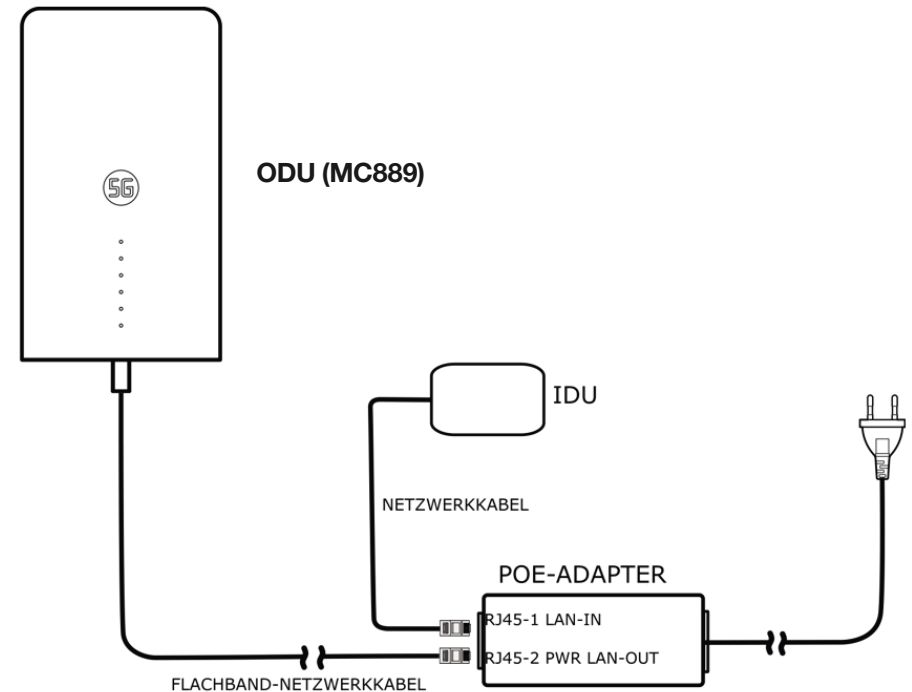 5G
ODU (MC889)
IDU
NETZWERKKABEL
POE-ADAPTER
RJ45-1 LAN-IN
RJ45-2 PWR LAN-OUT
FLACHBAND-NETZWERKKABEL